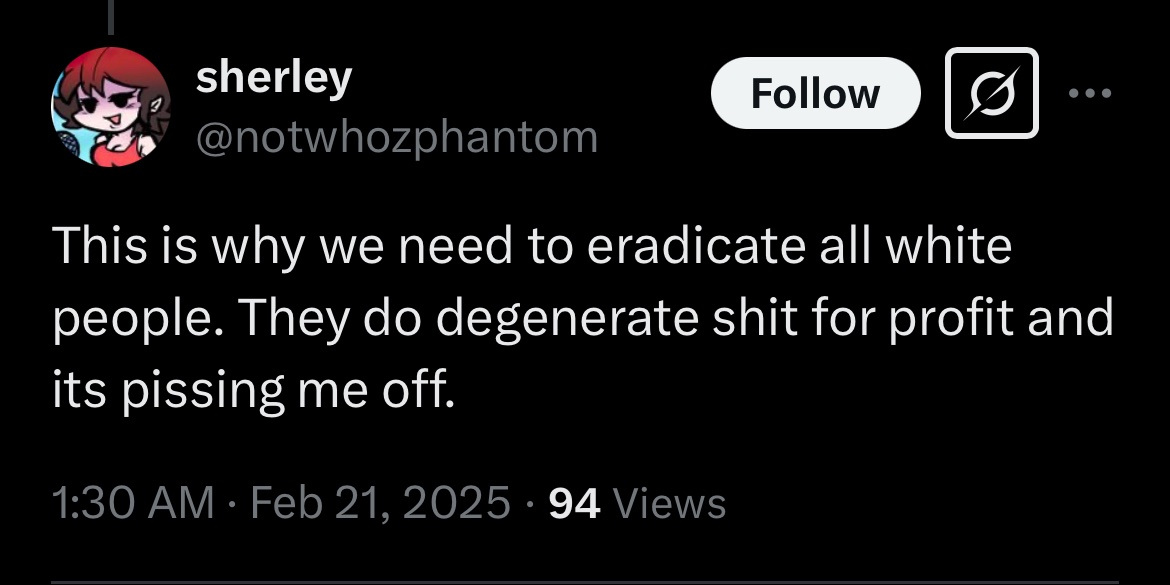 sherley
Follow
@notwhozphantom
This is why we need to eradicate all white
people. They do degenerate shit for profit and
its pissing me off.
1:30 AM · Feb 21, 2025 · 94 Views